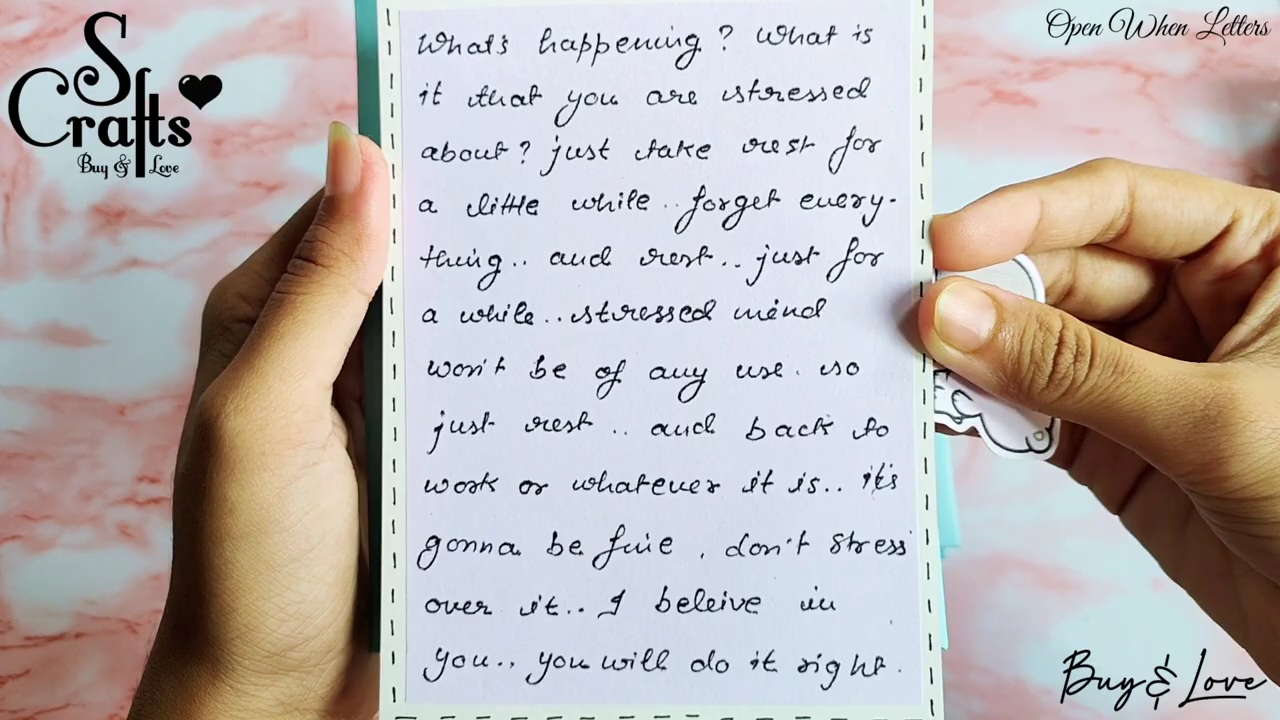 S
Crafts
Buy & Love
Open When Letters
What's happening? What is
it that you are stressed
about? just take rest for
a little while.. forget every-
thing.. and rest.. just for
a while.. stressed mind
won't be of any use. so
just rest .. and back to
work or whatever it is.. it's
gonna be fine, don't stress
over it.. I beleive in
you.. you will do it right.
Buy & Love